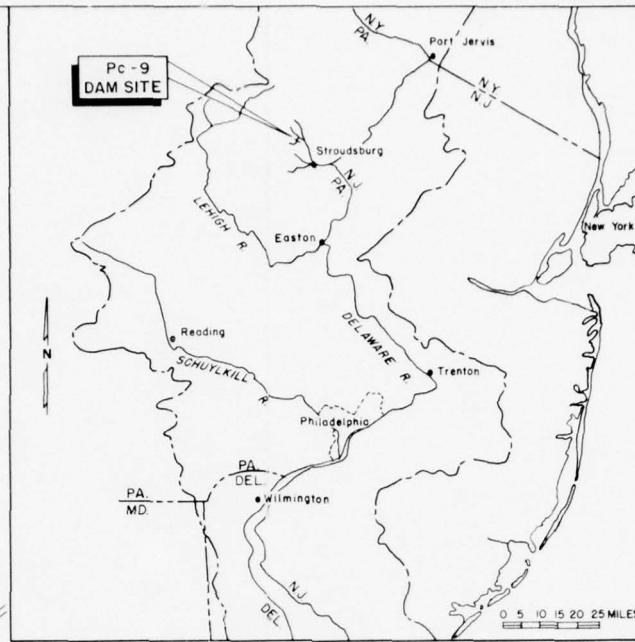 N.Y.
PA.
Port Jervis
N.Y.
N.J.
Pc-9
DAM SITE
Stroudsburg
N.J.
PA.
LEHIGH R.
Easton
New York
N
Reading
SCHUYLKILL R.
DELAWARE R.
Trenton
Philadelphia
PA.
DEL.
PA.
MD.
Wilmington
N.J.
DEL
0 5 10 15 20 25 MILES